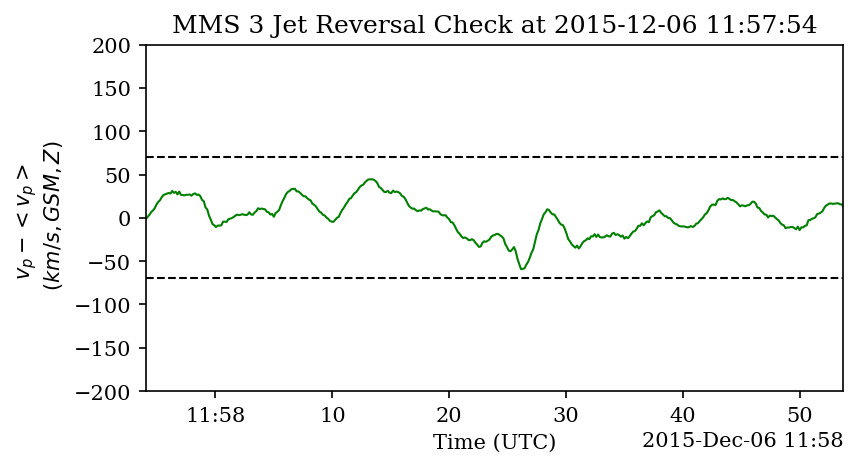 MMS 3 Jet Reversal Check at 2015-12-06 11:57:54
200
150
100
50
0
−50
−100
−150
−200
v_p − < v_p >
(km/s, GSM, Z)
11:58 10 20 30 40 50
Time (UTC)
2015-Dec-06 11:58